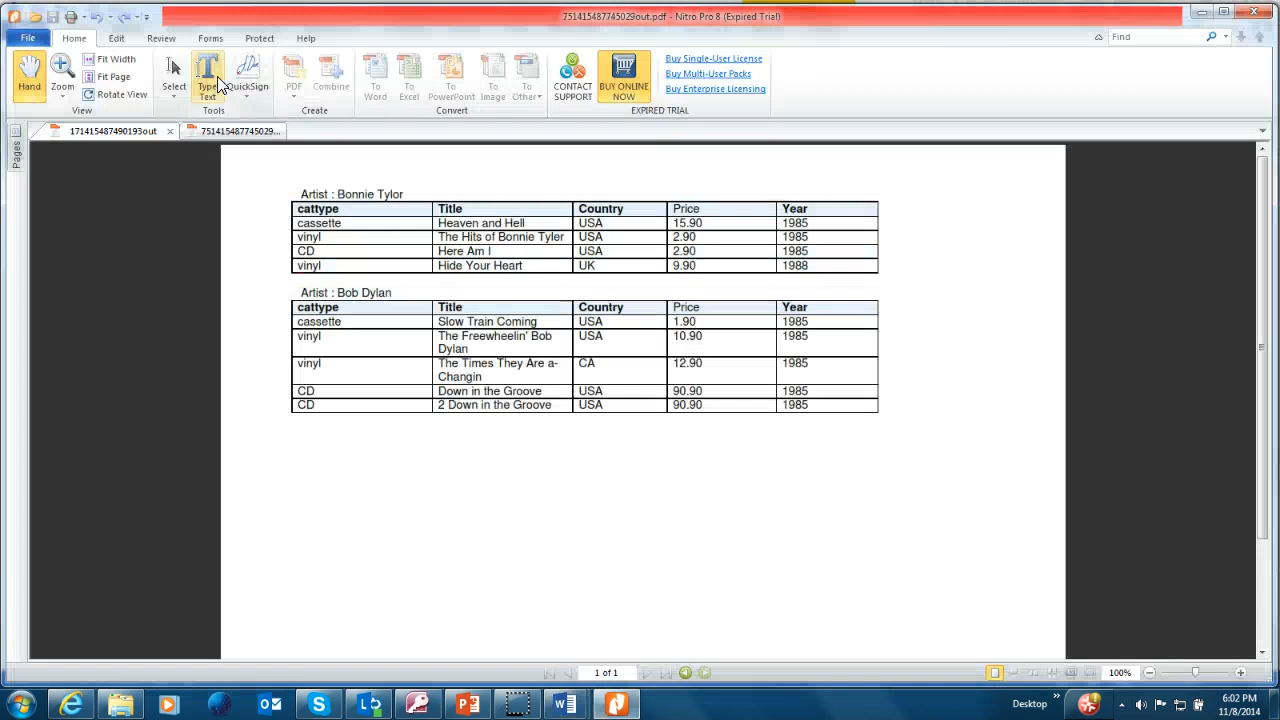 751415487745029out.pdf - Nitro Pro 8 (Expired Trial)
File Home Edit Review Forms Protect Help Find
Hand Zoom Fit Width Fit Page Rotate View Select Type Text QuickSign PDF Combine To Word To Excel To PowerPoint To Image To Other CONTACT SUPPORT BUY ONLINE NOW
Buy Single-User License
Buy Multi-User Packs
Buy Enterprise Licensing
View Tools Create Convert EXPIRED TRIAL
171415487490193out 751415487745029...
Pages
Artist : Bonnie Tylor
cattype Title Country Price Year
cassette Heaven and Hell USA 15.90 1985
vinyl The Hits of Bonnie Tyler USA 2.90 1985
CD Here Am I USA 2.90 1985
vinyl Hide Your Heart UK 9.90 1988
Artist : Bob Dylan
cattype Title Country Price Year
cassette Slow Train Coming USA 1.90 1985
vinyl The Freewheelin' Bob USA 10.90 1985
Dylan
vinyl The Times They Are a- CA 12.90 1985
Changin
CD Down in the Groove USA 90.90 1985
CD 2 Down in the Groove USA 90.90 1985
1 of 1 100%
Desktop 6:02 PM
11/8/2014